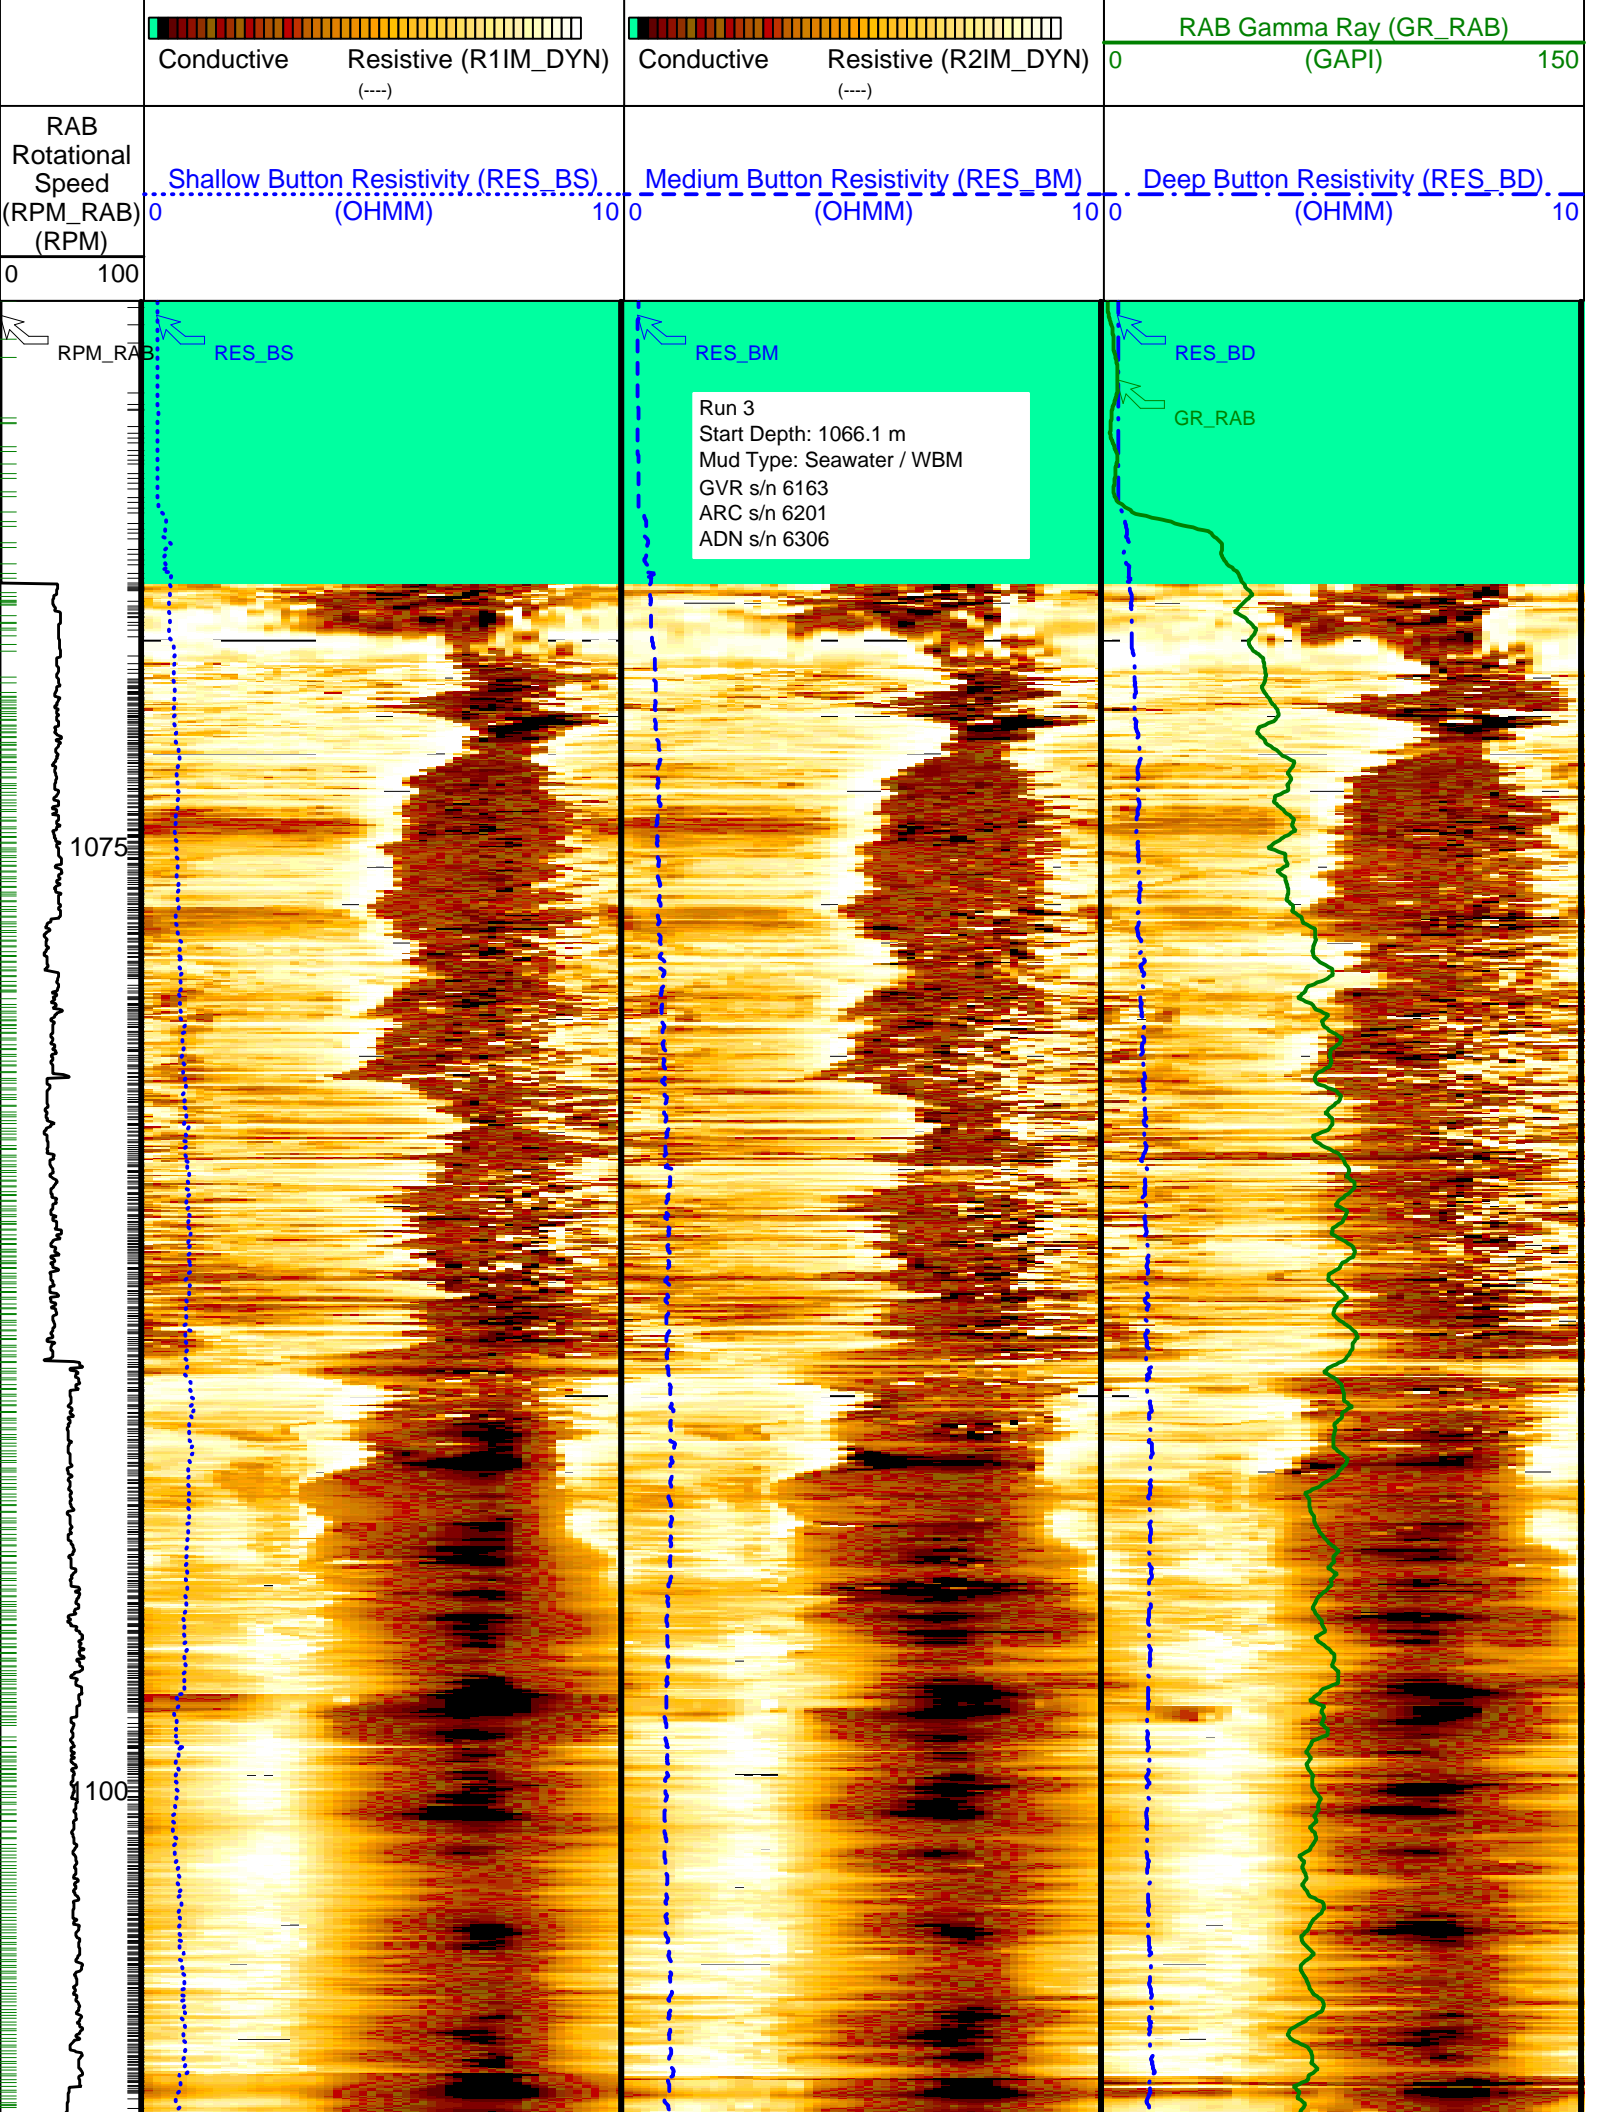 Conductive Resistive (R1IM_DYN)
(----)
Conductive Resistive (R2IM_DYN)
(----)
RAB Gamma Ray (GR_RAB)
0 (GAPI) 150
RAB
Rotational
Speed
(RPM_RAB)
(RPM)
0 100
Shallow Button Resistivity (RES_BS)
0 (OHMM) 10
Medium Button Resistivity (RES_BM)
0 (OHMM) 10
Deep Button Resistivity (RES_BD)
0 (OHMM) 10
RPM_RAB
RES_BS
RES_BM
RES_BD
GR_RAB
Run 3
Start Depth: 1066.1 m
Mud Type: Seawater / WBM
GVR s/n 6163
ARC s/n 6201
ADN s/n 6306
1075
1100